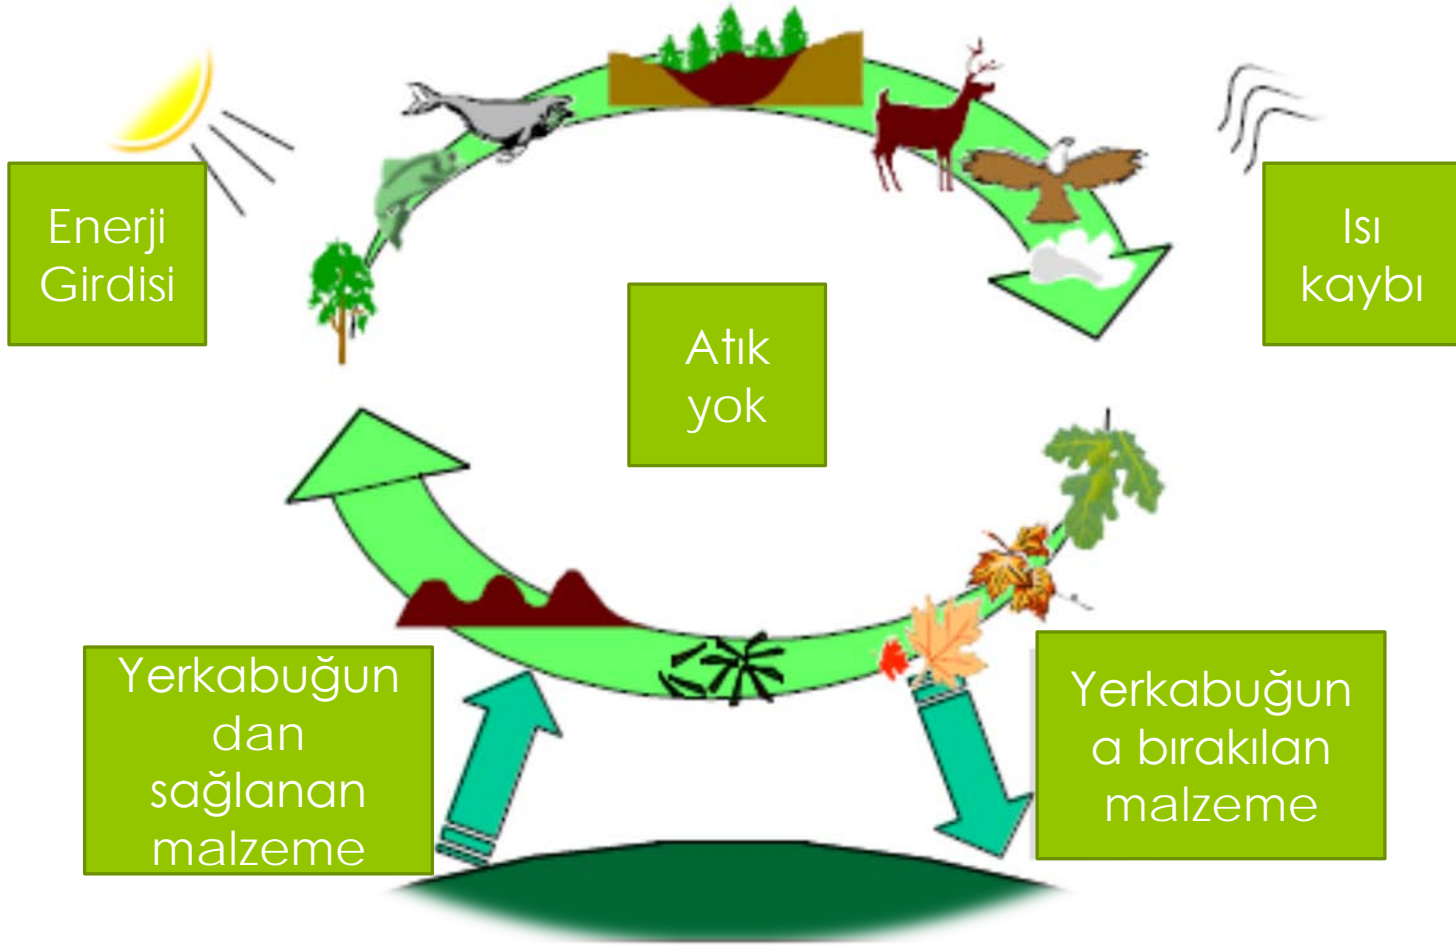 Enerji
Girdisi
Isı
kaybı
Atık
yok
Yerkabuğun
dan
sağlanan
malzeme
Yerkabuğun
a bırakılan
malzeme